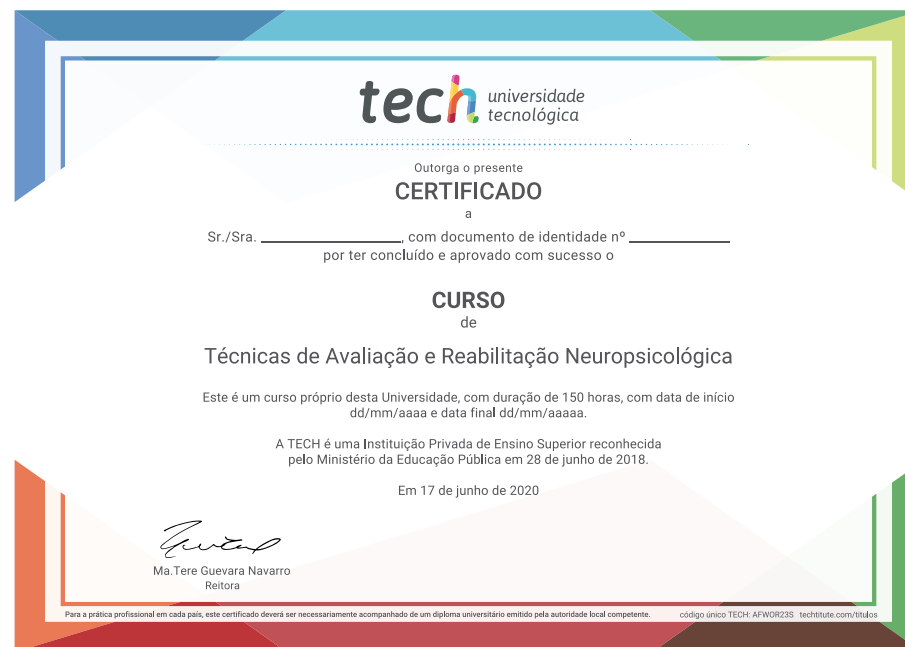 tech universidade
tecnológica
Outorga o presente
CERTIFICADO
a
Sr./Sra. ____________________, com documento de identidade nº ______________
por ter concluído e aprovado com sucesso o
CURSO
de
Técnicas de Avaliação e Reabilitação Neuropsicológica
Este é um curso próprio desta Universidade, com duração de 150 horas, com data de início
dd/mm/aaaa e data final dd/mm/aaaaa.
A TECH é uma Instituição Privada de Ensino Superior reconhecida
pelo Ministério da Educação Pública em 28 de junho de 2018.
Em 17 de junho de 2020
Ma.Tere Guevara Navarro
Reitora
Para a prática profissional em cada país, este certificado deverá ser necessariamente acompanhado de um diploma universitário emitido pela autoridade local competente. código único TECH: AFWOR23S techtitute.com/titulos